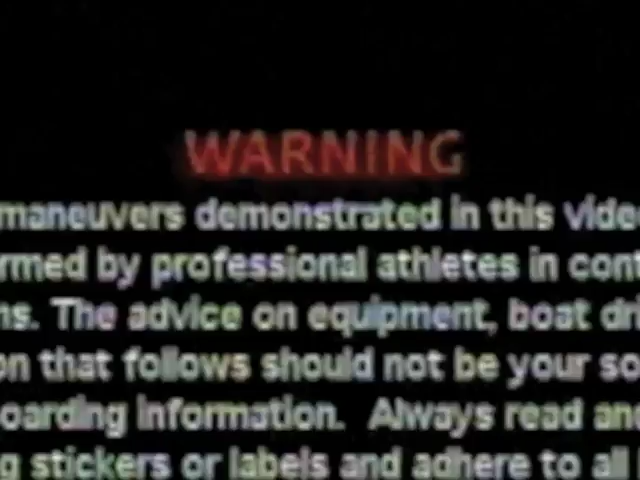 WARNING
maneuvers demonstrated in this vide
rmed by professional athletes in cont
ns. The advice on equipment, boat dri
on that follows should not be your so
oarding information. Always read and
g stickers or labels and adhere to all